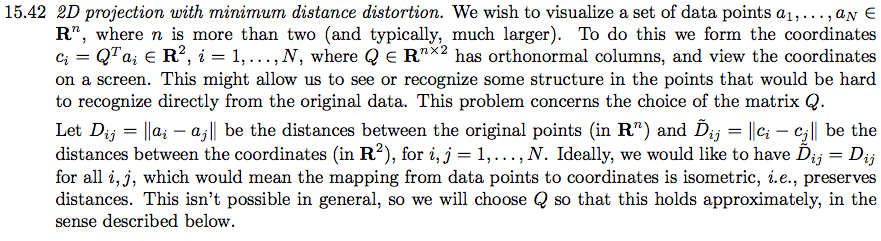 15.42 2D projection with minimum distance distortion. We wish to visualize a set of data points a₁, . . . , a_N ∈
Rⁿ, where n is more than two (and typically, much larger). To do this we form the coordinates
cᵢ = Qᵀaᵢ ∈ R², i = 1, . . . , N, where Q ∈ Rⁿˣ² has orthonormal columns, and view the coordinates
on a screen. This might allow us to see or recognize some structure in the points that would be hard
to recognize directly from the original data. This problem concerns the choice of the matrix Q.
Let Dᵢⱼ = ‖aᵢ − aⱼ‖ be the distances between the original points (in Rⁿ) and D̃ᵢⱼ = ‖cᵢ − cⱼ‖ be the
distances between the coordinates (in R²), for i, j = 1, . . . , N. Ideally, we would like to have D̃ᵢⱼ = Dᵢⱼ
for all i, j, which would mean the mapping from data points to coordinates is isometric, i.e., preserves
distances. This isn't possible in general, so we will choose Q so that this holds approximately, in the
sense described below.